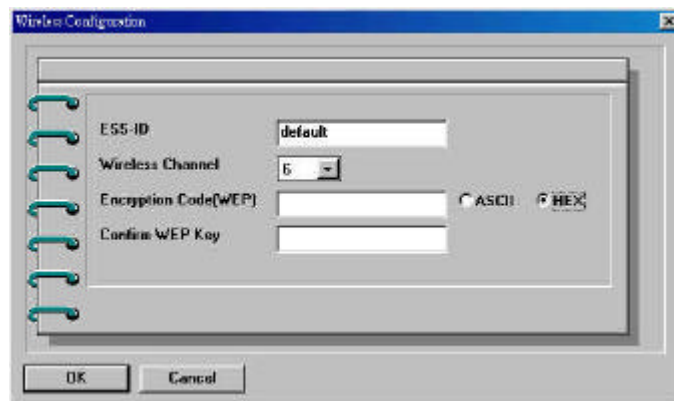 Wireless Configuration
ESS-ID
default
Wireless Channel
6
Encryption Code(WEP)
ASCII
HEX
Confirm WEP Key
OK
Cancel